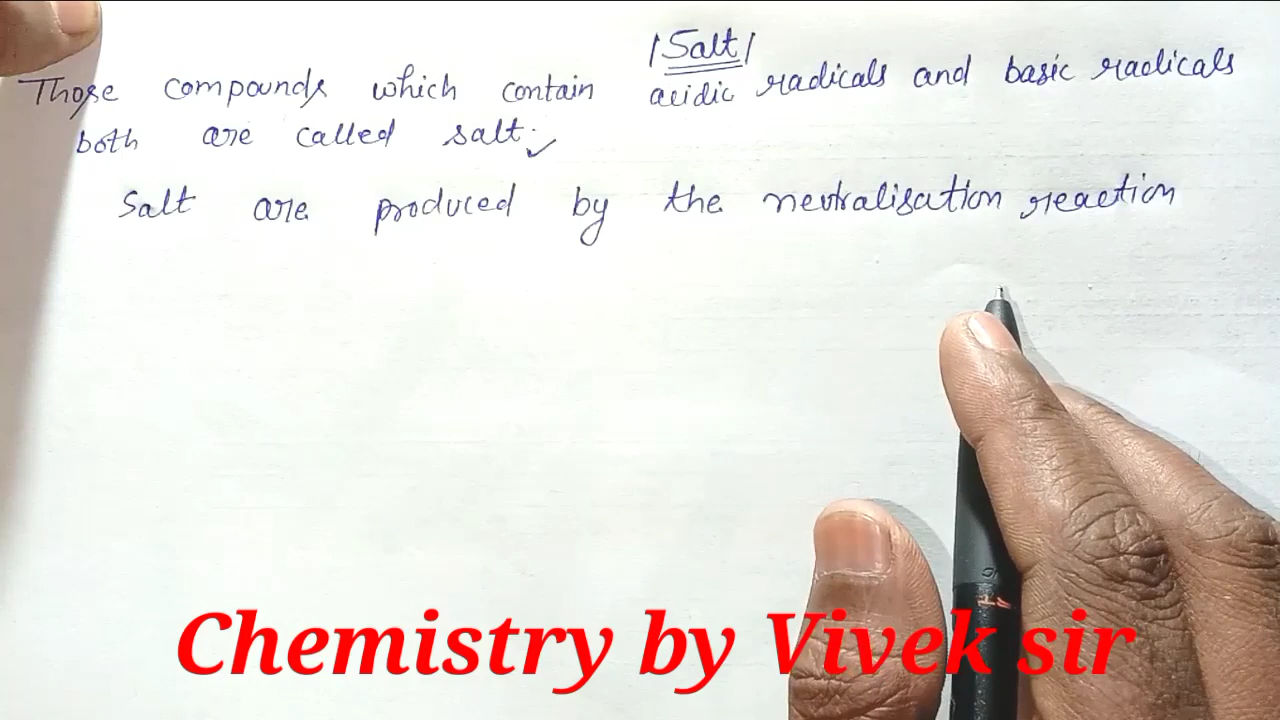 |Salt|
Those compounds which contain acidic radicals and basic radicals
both are called salt.
Salt are produced by the neutralisation reaction
Chemistry by Vivek sir